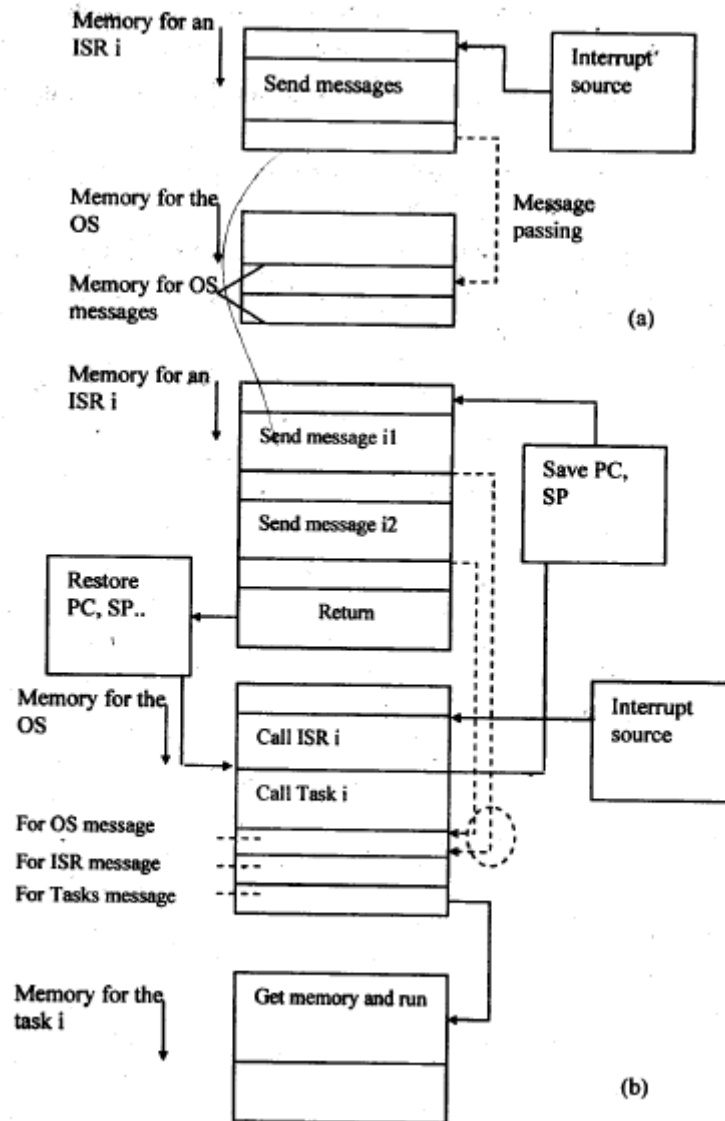 Memory for an
ISR i
Interrupt
source
Send messages
Memory for the
OS
Message
passing
Memory for OS
messages
(a)
Memory for an
ISR i
Send message i1
Save PC,
SP
Send message i2
Restore
PC, SP..
Return
Memory for the
OS
Interrupt
source
Call ISR i
Call Task i
For OS message
For ISR message
For Tasks message
Memory for the
task i
Get memory and run
(b)